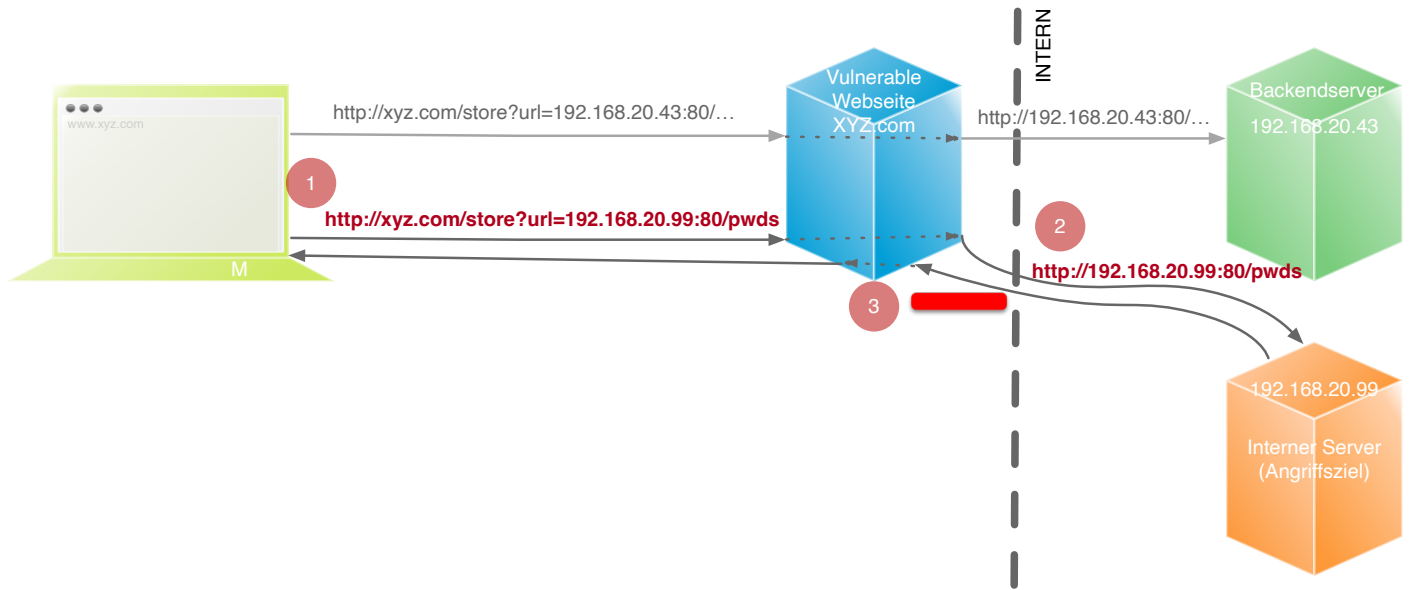 INTERN
Vulnerable
Webseite
XYZ.com
Backendserver
192.168.20.43
www.xyz.com
http://xyz.com/store?url=192.168.20.43:80/…
http://192.168.20.43:80/…
1
http://xyz.com/store?url=192.168.20.99:80/pwds
2
http://192.168.20.99:80/pwds
M
3
192.168.20.99
Interner Server
(Angriffsziel)